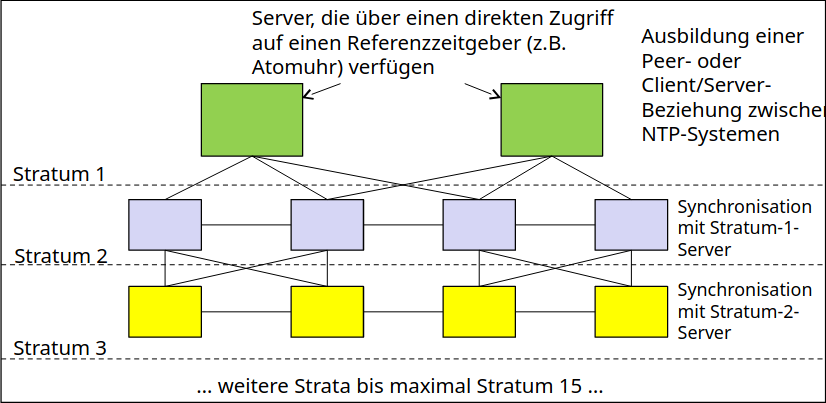 Server, die über einen direkten Zugriff
auf einen Referenzzeitgeber (z.B.
Atomuhr) verfügen
Ausbildung einer
Peer- oder
Client/Server-
Beziehung zwischen
NTP-Systemen
Stratum 1
Synchronisation
mit Stratum-1-
Server
Stratum 2
Synchronisation
mit Stratum-2-
Server
Stratum 3
... weitere Strata bis maximal Stratum 15 ...